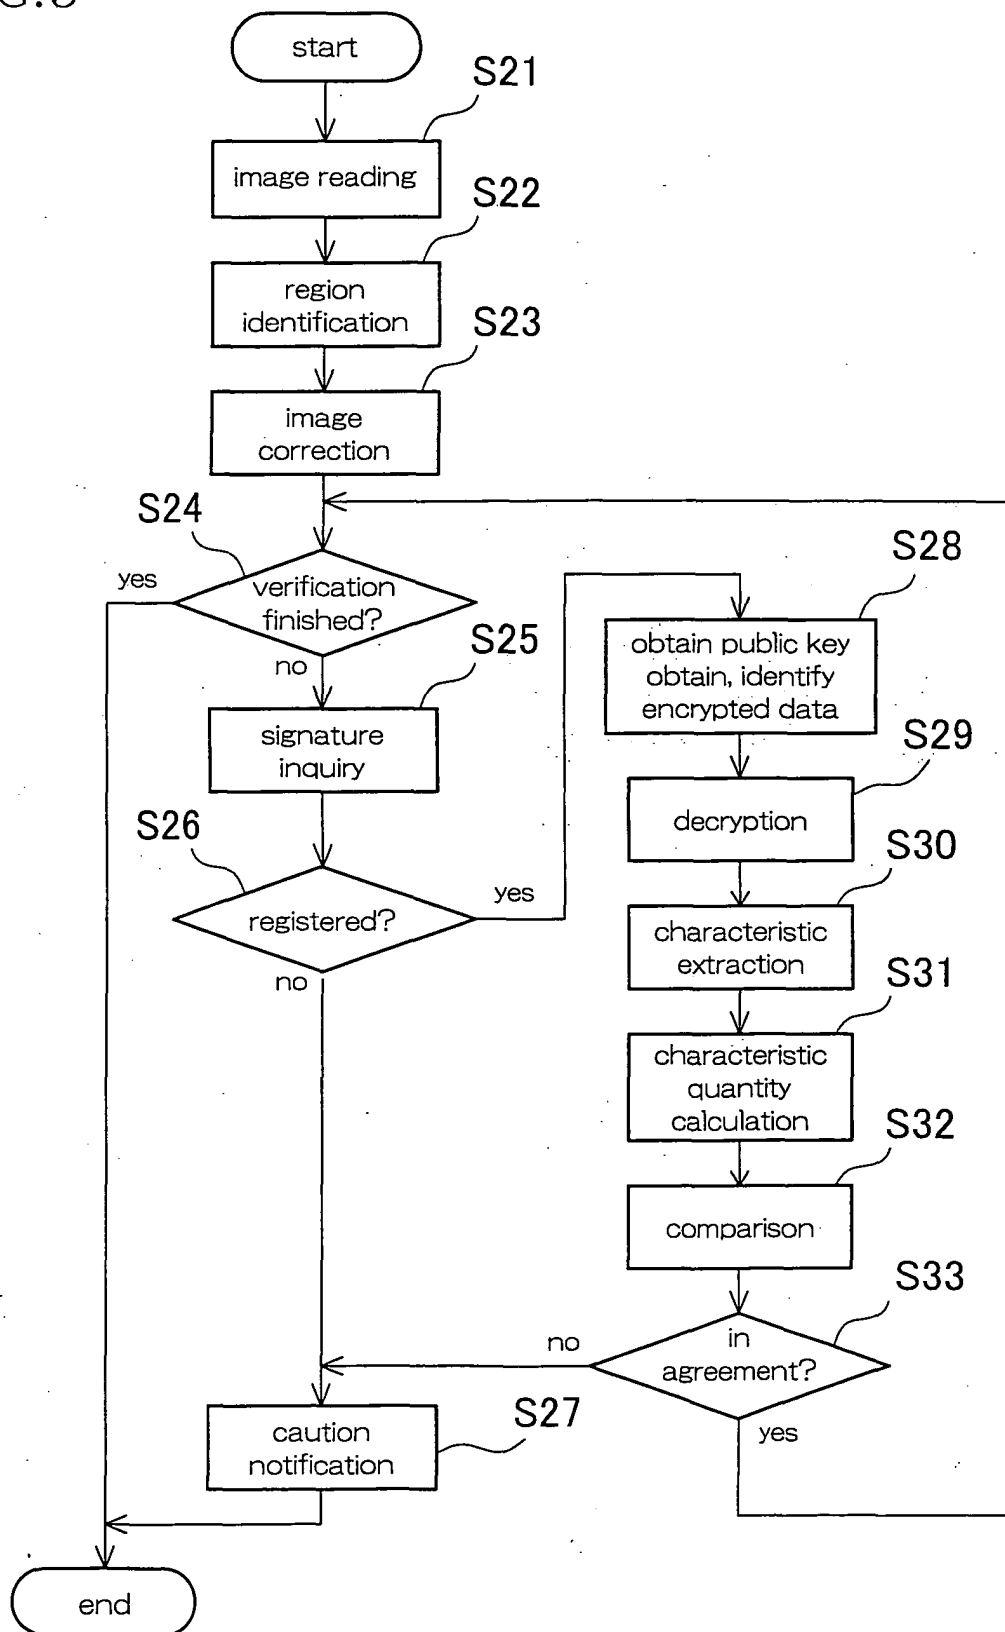 start
S21
image reading
S22
region
identification
S23
image
correction
S24
yes
verification
finished?
no
S25
signature
inquiry
S26
registered?
yes
no
S28
obtain public key
obtain, identify
encrypted data
S29
decryption
S30
characteristic
extraction
S31
characteristic
quantity
calculation
S32
comparison
S33
in
agreement?
no
yes
S27
caution
notification
end